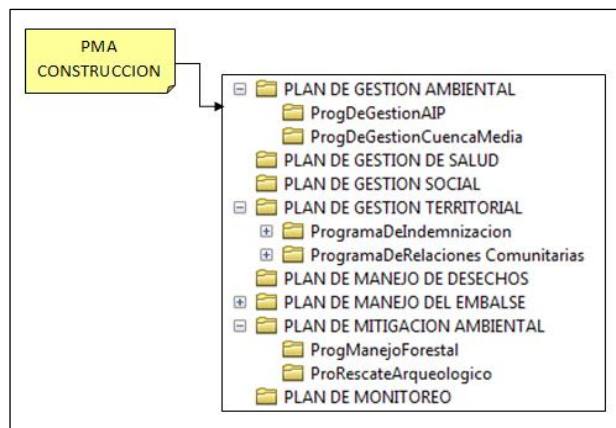 PMA
CONSTRUCCION
PLAN DE GESTION AMBIENTAL
ProgDeGestionAIP
ProgDeGestionCuencaMedia
PLAN DE GESTION DE SALUD
PLAN DE GESTION SOCIAL
PLAN DE GESTION TERRITORIAL
ProgramaDeIndemnizacion
ProgramaDeRelaciones Comunitarias
PLAN DE MANEJO DE DESECHOS
PLAN DE MANEJO DEL EMBALSE
PLAN DE MITIGACION AMBIENTAL
ProgManejoForestal
ProRescateArqueologico
PLAN DE MONITOREO